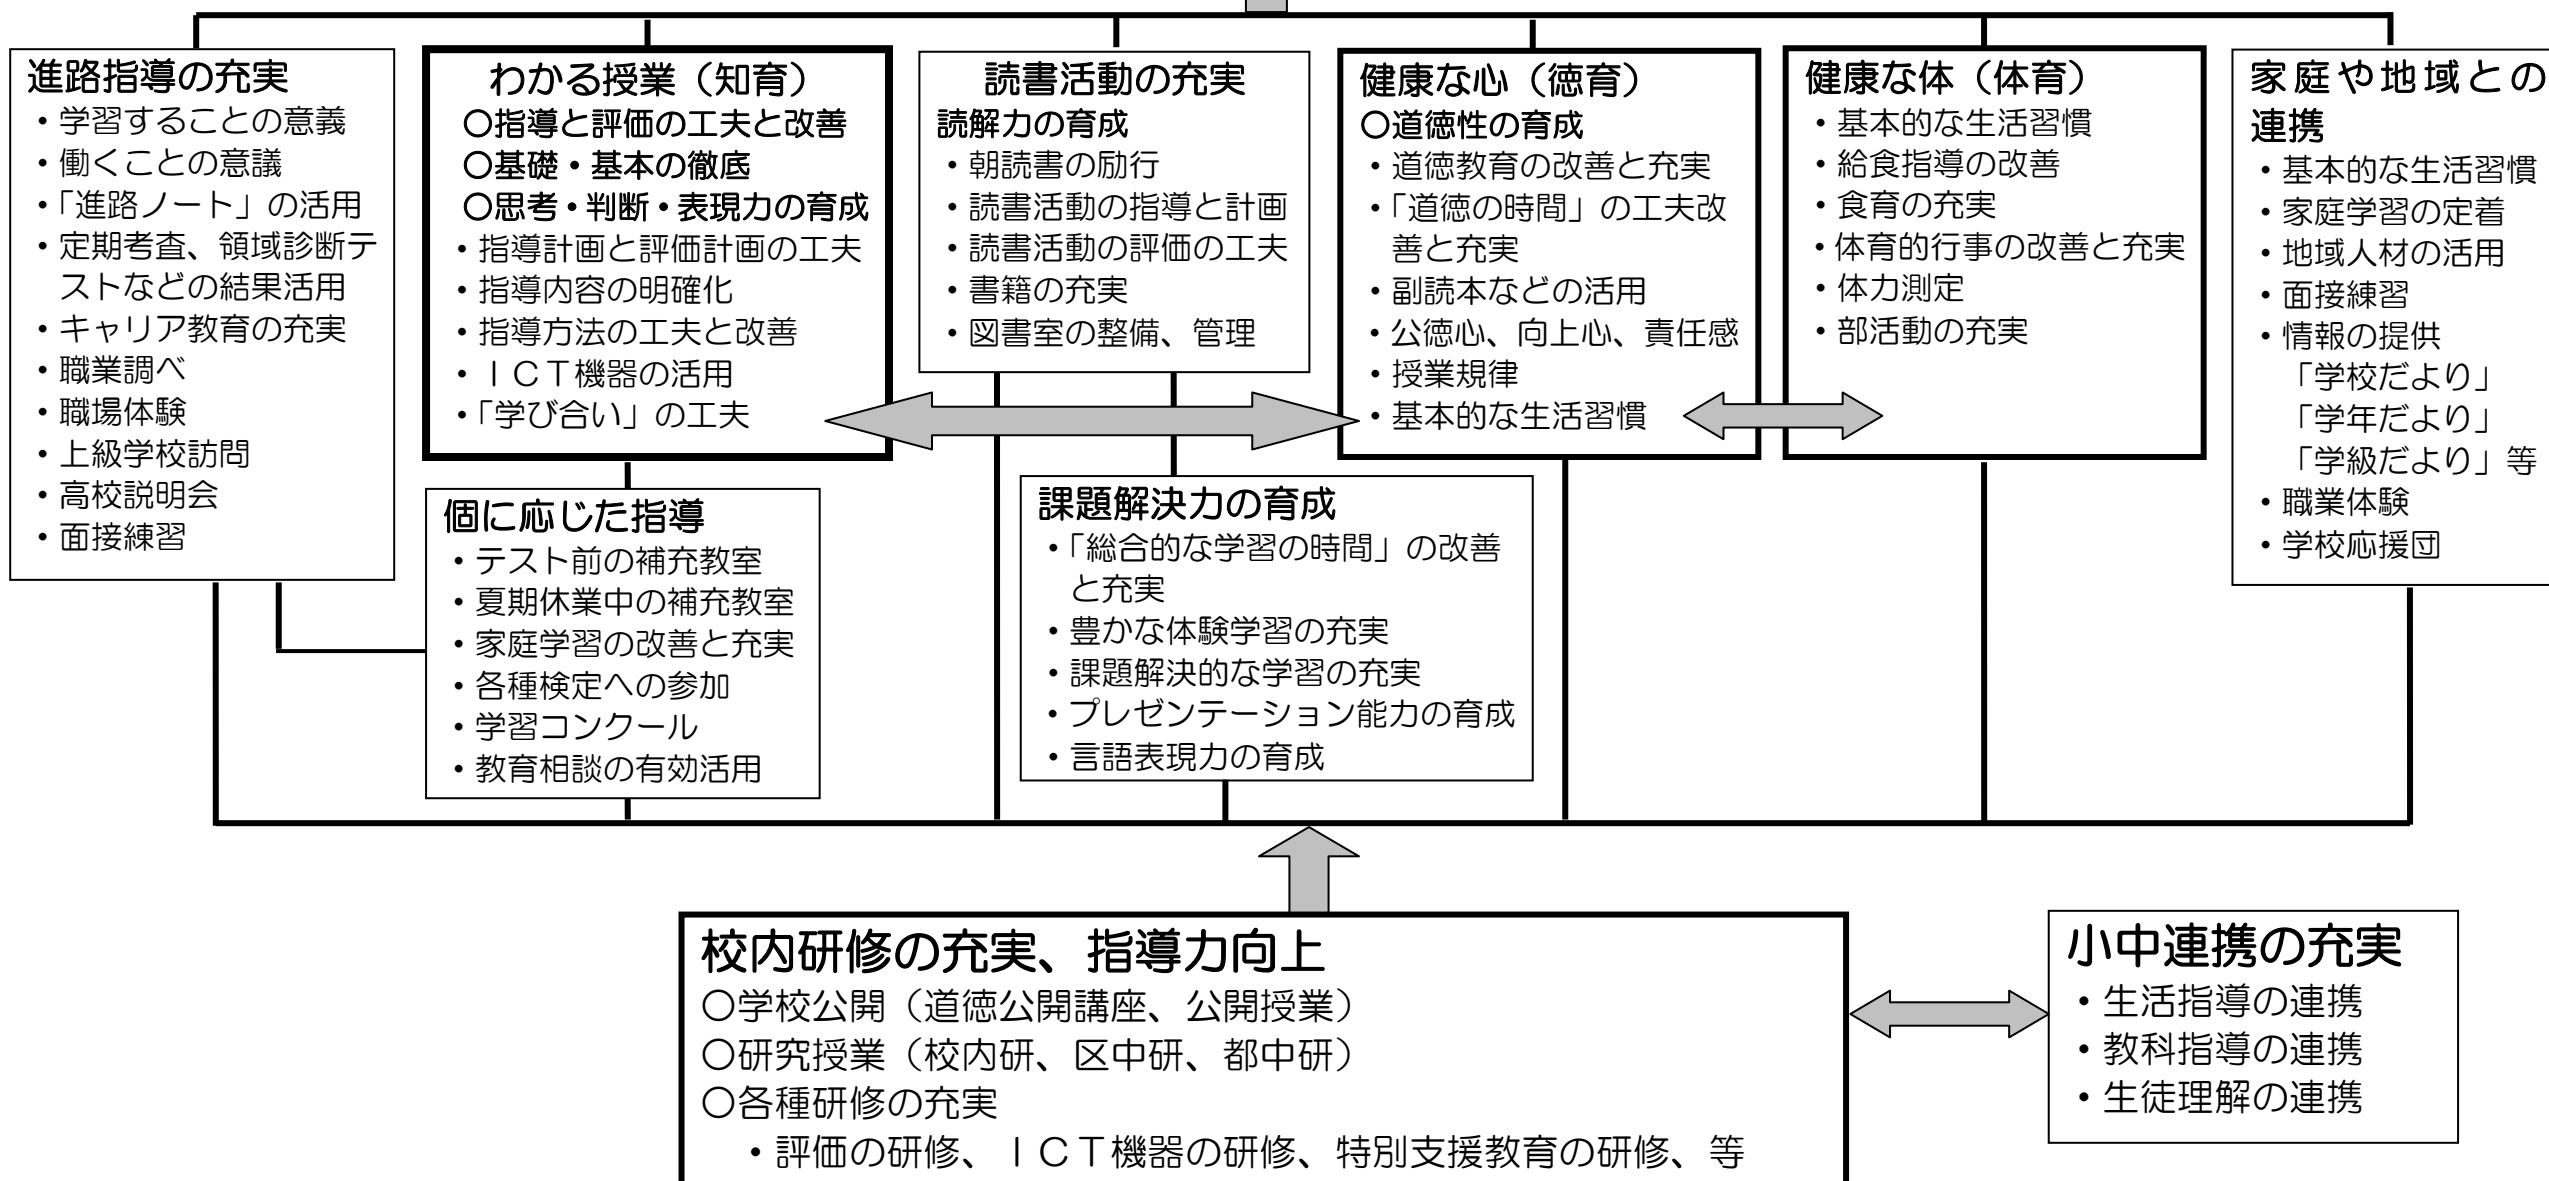 進路指導の充実
・学習することの意義
・働くことの意議
・「進路ノート」の活用
・定期考査、領域診断テ
ストなどの結果活用
・キャリア教育の充実
・職業調べ
・職場体験
・上級学校訪問
・高校説明会
・面接練習
わかる授業（知育）
〇指導と評価の工夫と改善
〇基礎・基本の徹底
〇思考・判断・表現力の育成
・指導計画と評価計画の工夫
・指導内容の明確化
・指導方法の工夫と改善
・ＩＣＴ機器の活用
・「学び合い」の工夫
読書活動の充実
読解力の育成
・朝読書の励行
・読書活動の指導と計画
・読書活動の評価の工夫
・書籍の充実
・図書室の整備、管理
健康な心（徳育）
〇道徳性の育成
・道徳教育の改善と充実
・「道徳の時間」の工夫改
善と充実
・副読本などの活用
・公徳心、向上心、責任感
・授業規律
・基本的な生活習慣
健康な体（体育）
・基本的な生活習慣
・給食指導の改善
・食育の充実
・体育的行事の改善と充実
・体力測定
・部活動の充実
家庭や地域との
連携
・基本的な生活習慣
・家庭学習の定着
・地域人材の活用
・面接練習
・情報の提供
「学校だより」
「学年だより」
「学級だより」等
・職業体験
・学校応援団
個に応じた指導
・テスト前の補充教室
・夏期休業中の補充教室
・家庭学習の改善と充実
・各種検定への参加
・学習コンクール
・教育相談の有効活用
課題解決力の育成
・「総合的な学習の時間」の改善
と充実
・豊かな体験学習の充実
・課題解決的な学習の充実
・プレゼンテーション能力の育成
・言語表現力の育成
校内研修の充実、指導力向上
〇学校公開（道徳公開講座、公開授業）
〇研究授業（校内研、区中研、都中研）
〇各種研修の充実
・評価の研修、ＩＣＴ機器の研修、特別支援教育の研修、等
小中連携の充実
・生活指導の連携
・教科指導の連携
・生徒理解の連携